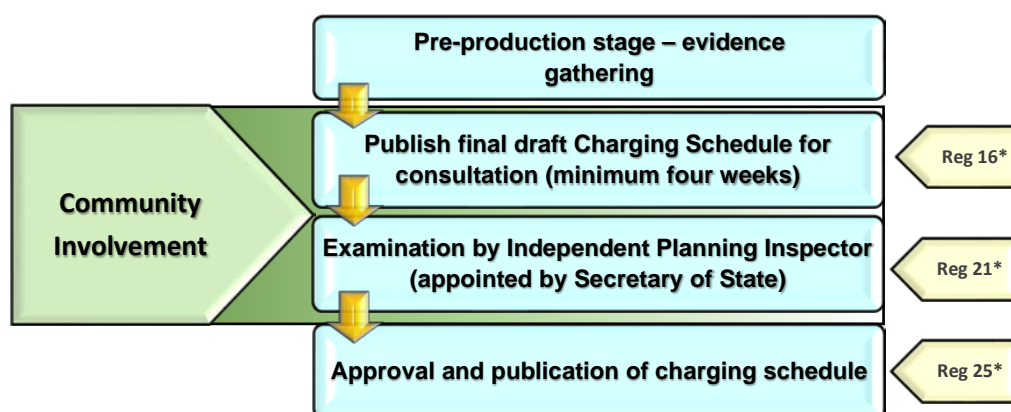 Pre-production stage – evidence
gathering
Publish final draft Charging Schedule for
consultation (minimum four weeks)
Reg 16*
Community
Involvement
Examination by Independent Planning Inspector
(appointed by Secretary of State)
Reg 21*
Approval and publication of charging schedule
Reg 25*